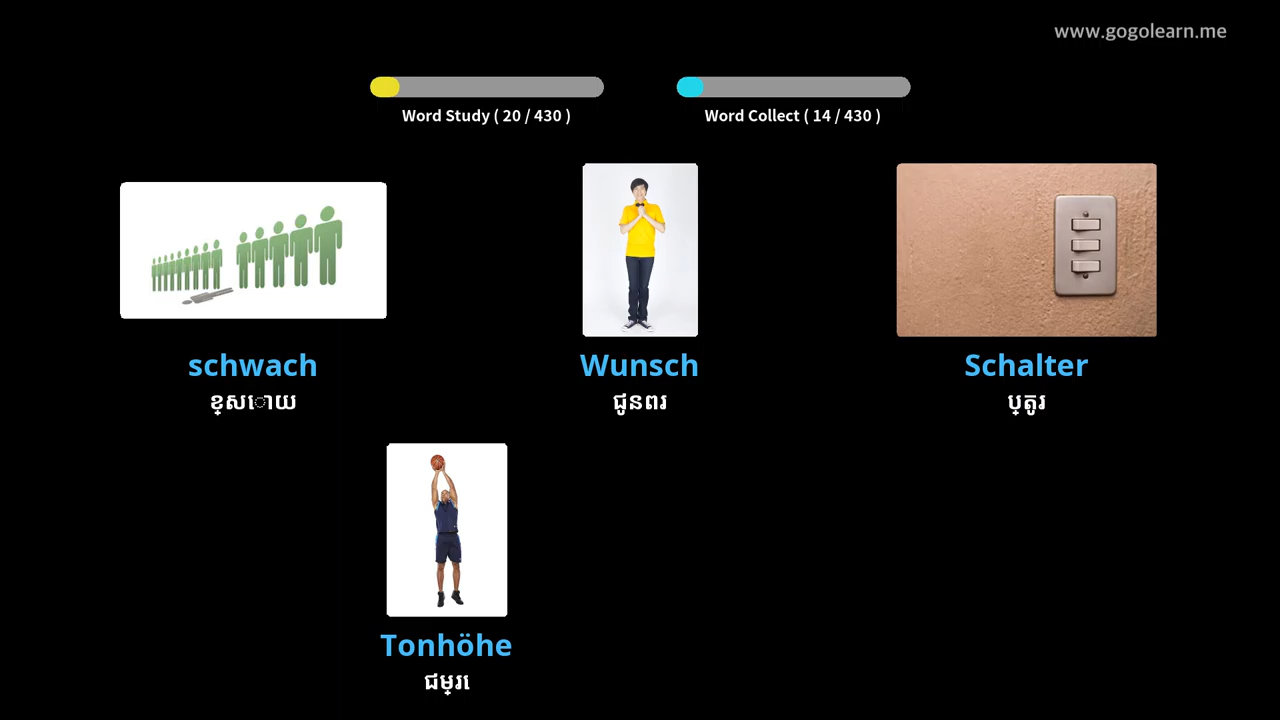 www.gogolearn.me
Word Study ( 20 / 430 )
Word Collect ( 14 / 430 )
schwach
Wunsch
Schalter
ខ្សោយ
ជូនពរ
ប្តូរ
Tonhöhe
ជម្រេ